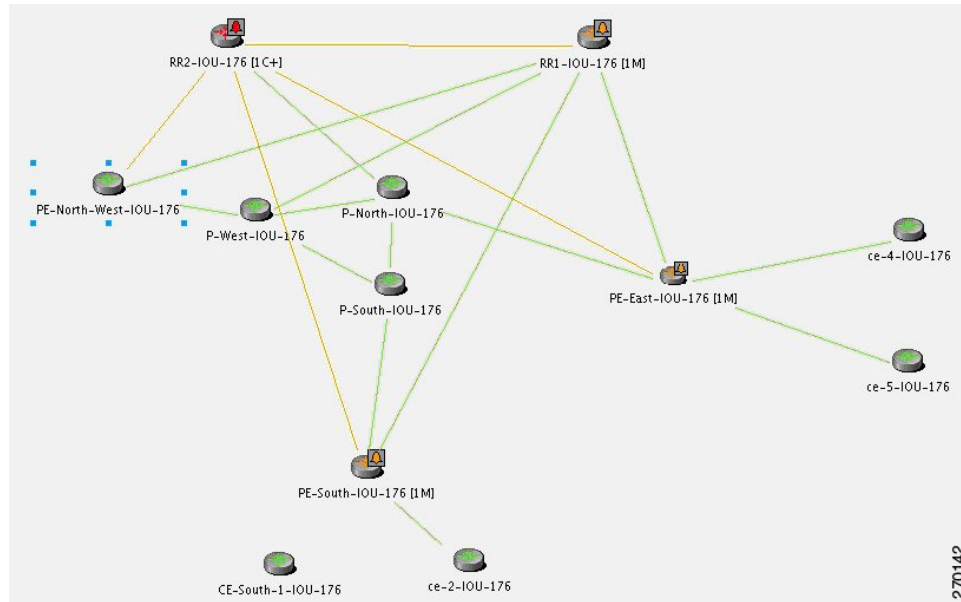 RR2-IOU-176 [1C+]
RR1-IOU-176 [1M]
PE-North-West-IOU-176
P-West-IOU-176
P-North-IOU-176
ce-4-IOU-176
PE-East-IOU-176 [1M]
P-South-IOU-176
ce-5-IOU-176
PE-South-IOU-176 [1M]
CE-South-1-IOU-176
ce-2-IOU-176
270142